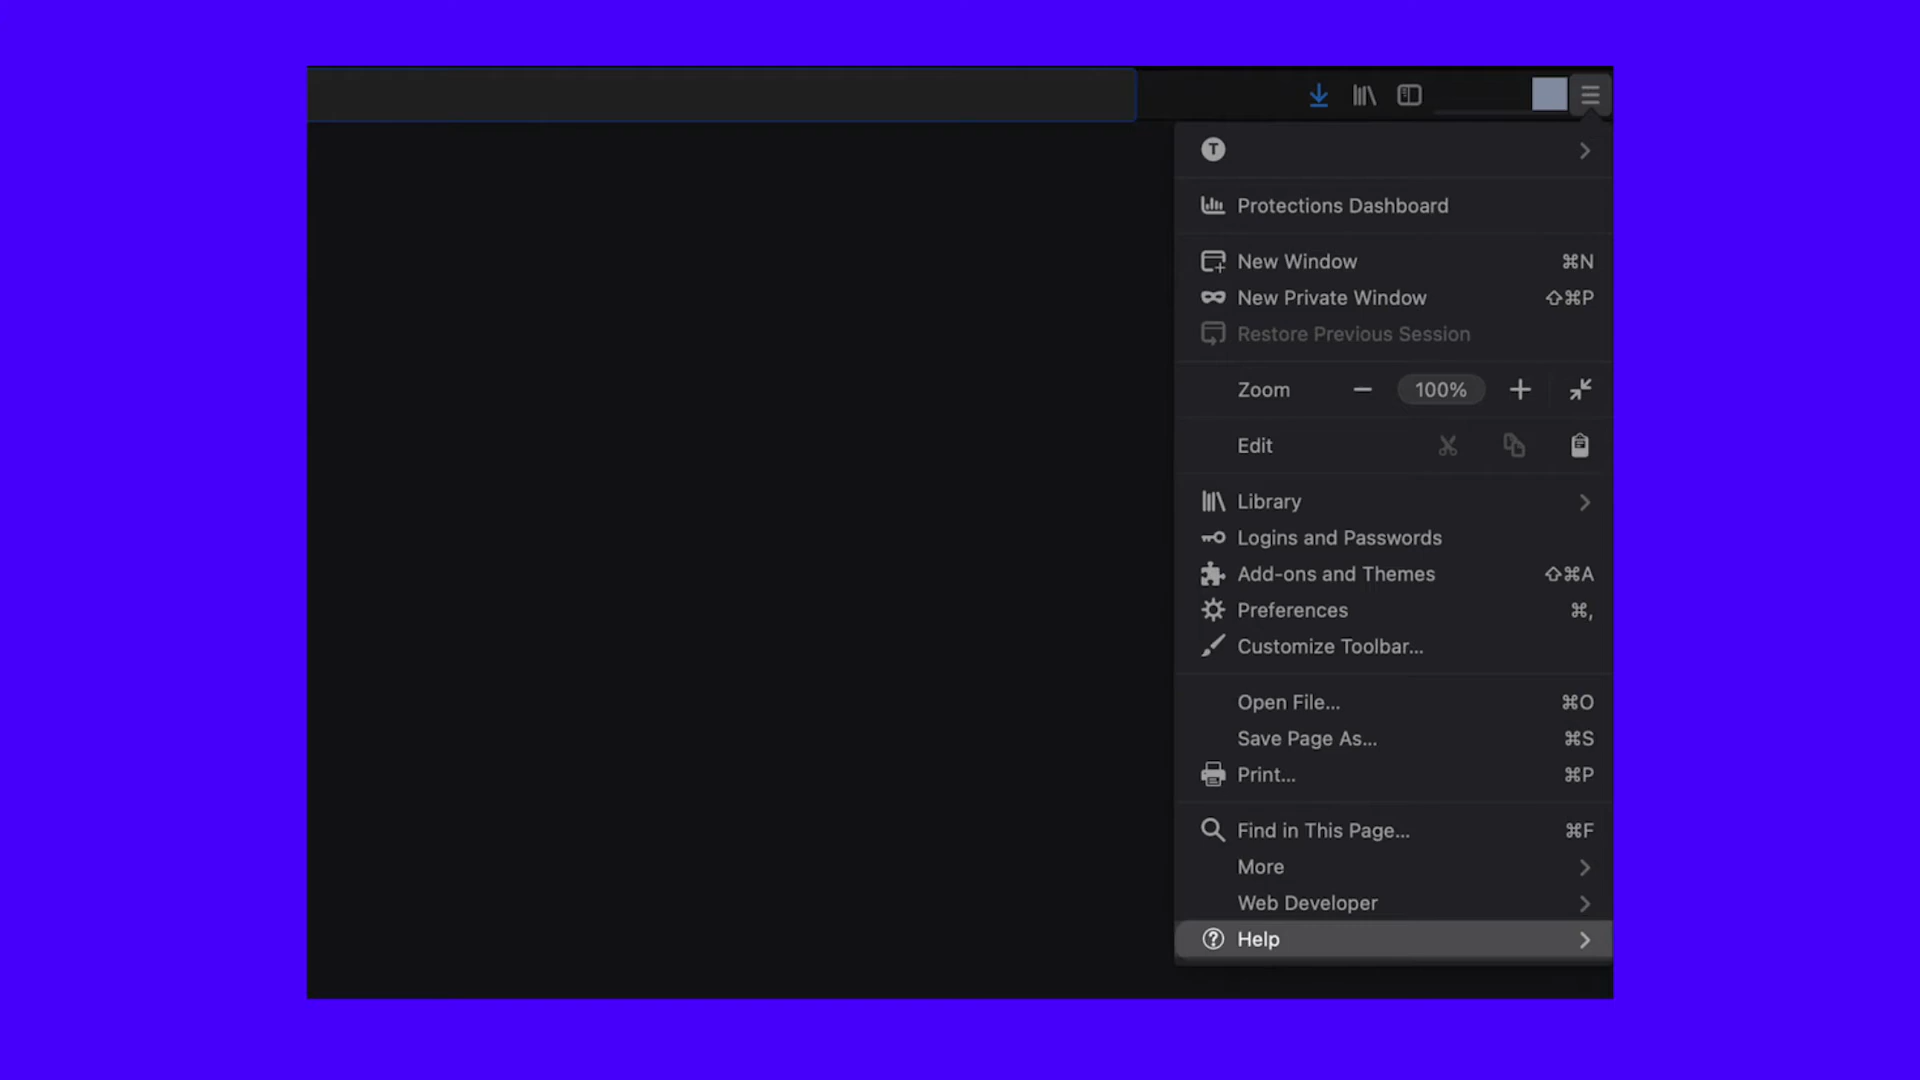 T
Protections Dashboard
New Window ⌘N
New Private Window ⇧⌘P
Restore Previous Session
Zoom − 100% +
Edit
Library
Logins and Passwords
Add-ons and Themes ⇧⌘A
Preferences ⌘,
Customize Toolbar...
Open File... ⌘O
Save Page As... ⌘S
Print... ⌘P
Find in This Page... ⌘F
More
Web Developer
Help